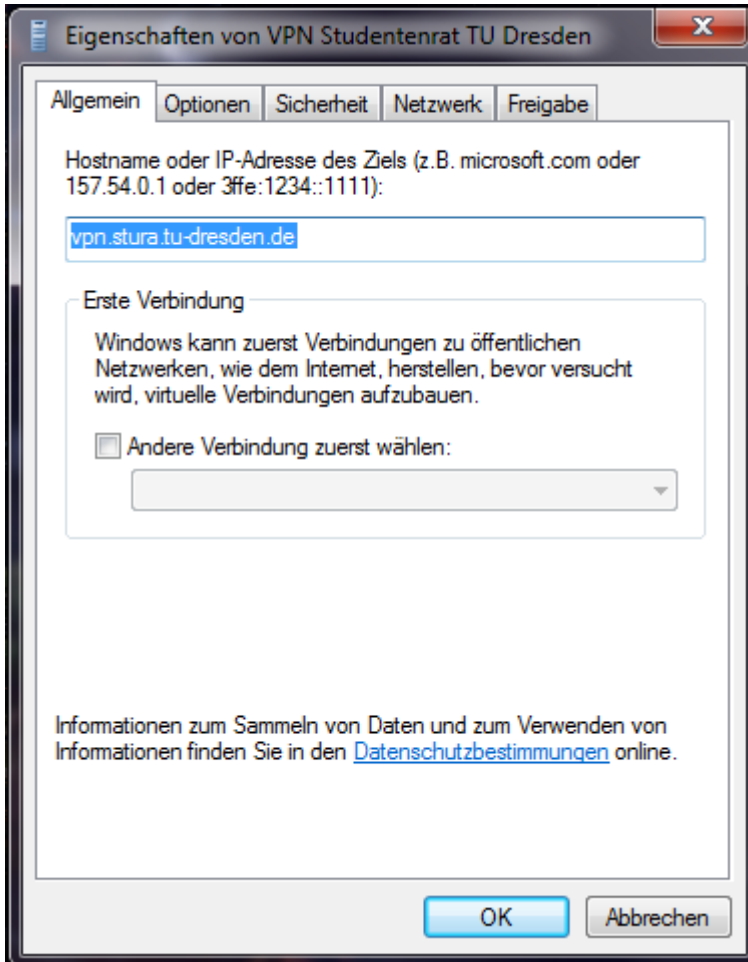 Eigenschaften von VPN Studentenrat TU Dresden
Allgemein Optionen Sicherheit Netzwerk Freigabe
Hostname oder IP-Adresse des Ziels (z.B. microsoft.com oder
157.54.0.1 oder 3ffe:1234::1111):
vpn.stura.tu-dresden.de
Erste Verbindung
Windows kann zuerst Verbindungen zu öffentlichen
Netzwerken, wie dem Internet, herstellen, bevor versucht
wird, virtuelle Verbindungen aufzubauen.
Andere Verbindung zuerst wählen:
Informationen zum Sammeln von Daten und zum Verwenden von
Informationen finden Sie in den Datenschutzbestimmungen online.
OK Abbrechen